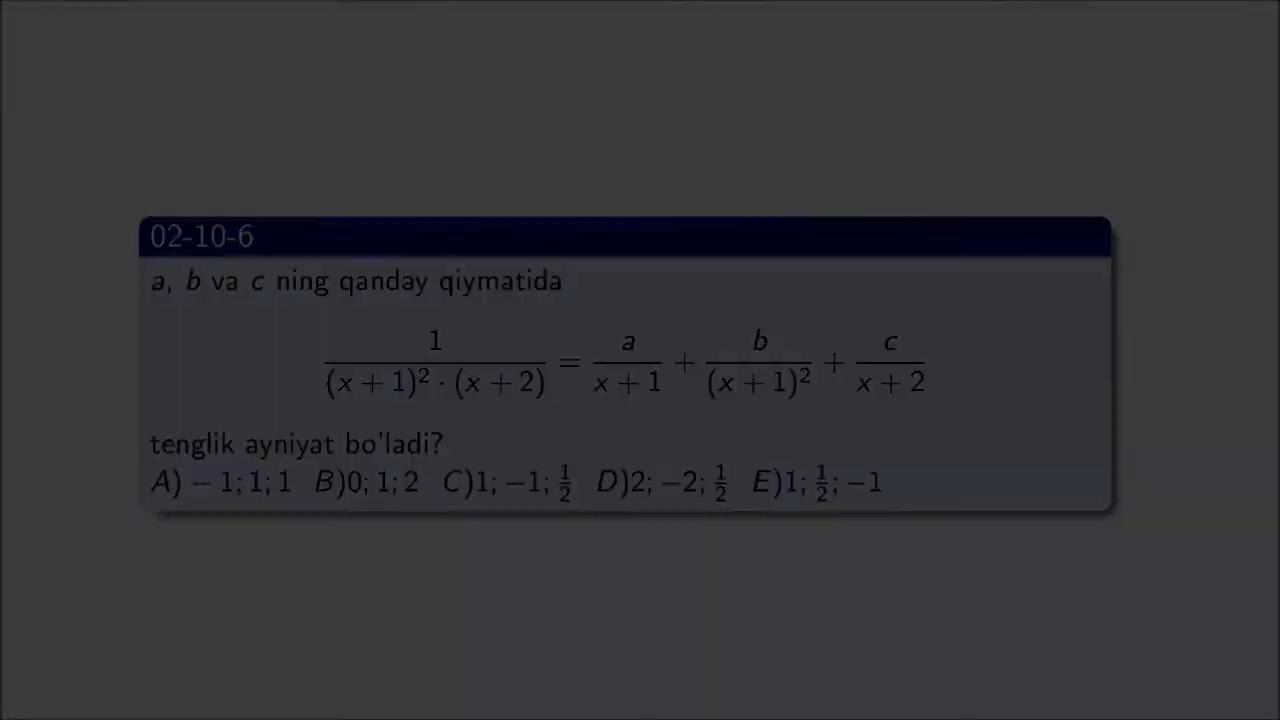 02-10-6
a, b va c ning qanday qiymatida
1/((x + 1)² · (x + 2)) = a/(x + 1) + b/((x + 1)²) + c/(x + 2)
tenglik ayniyat bo'ladi?
A) − 1; 1; 1 B)0; 1; 2 C)1; −1; 1/2 D)2; −2; 1/2 E)1; 1/2; −1